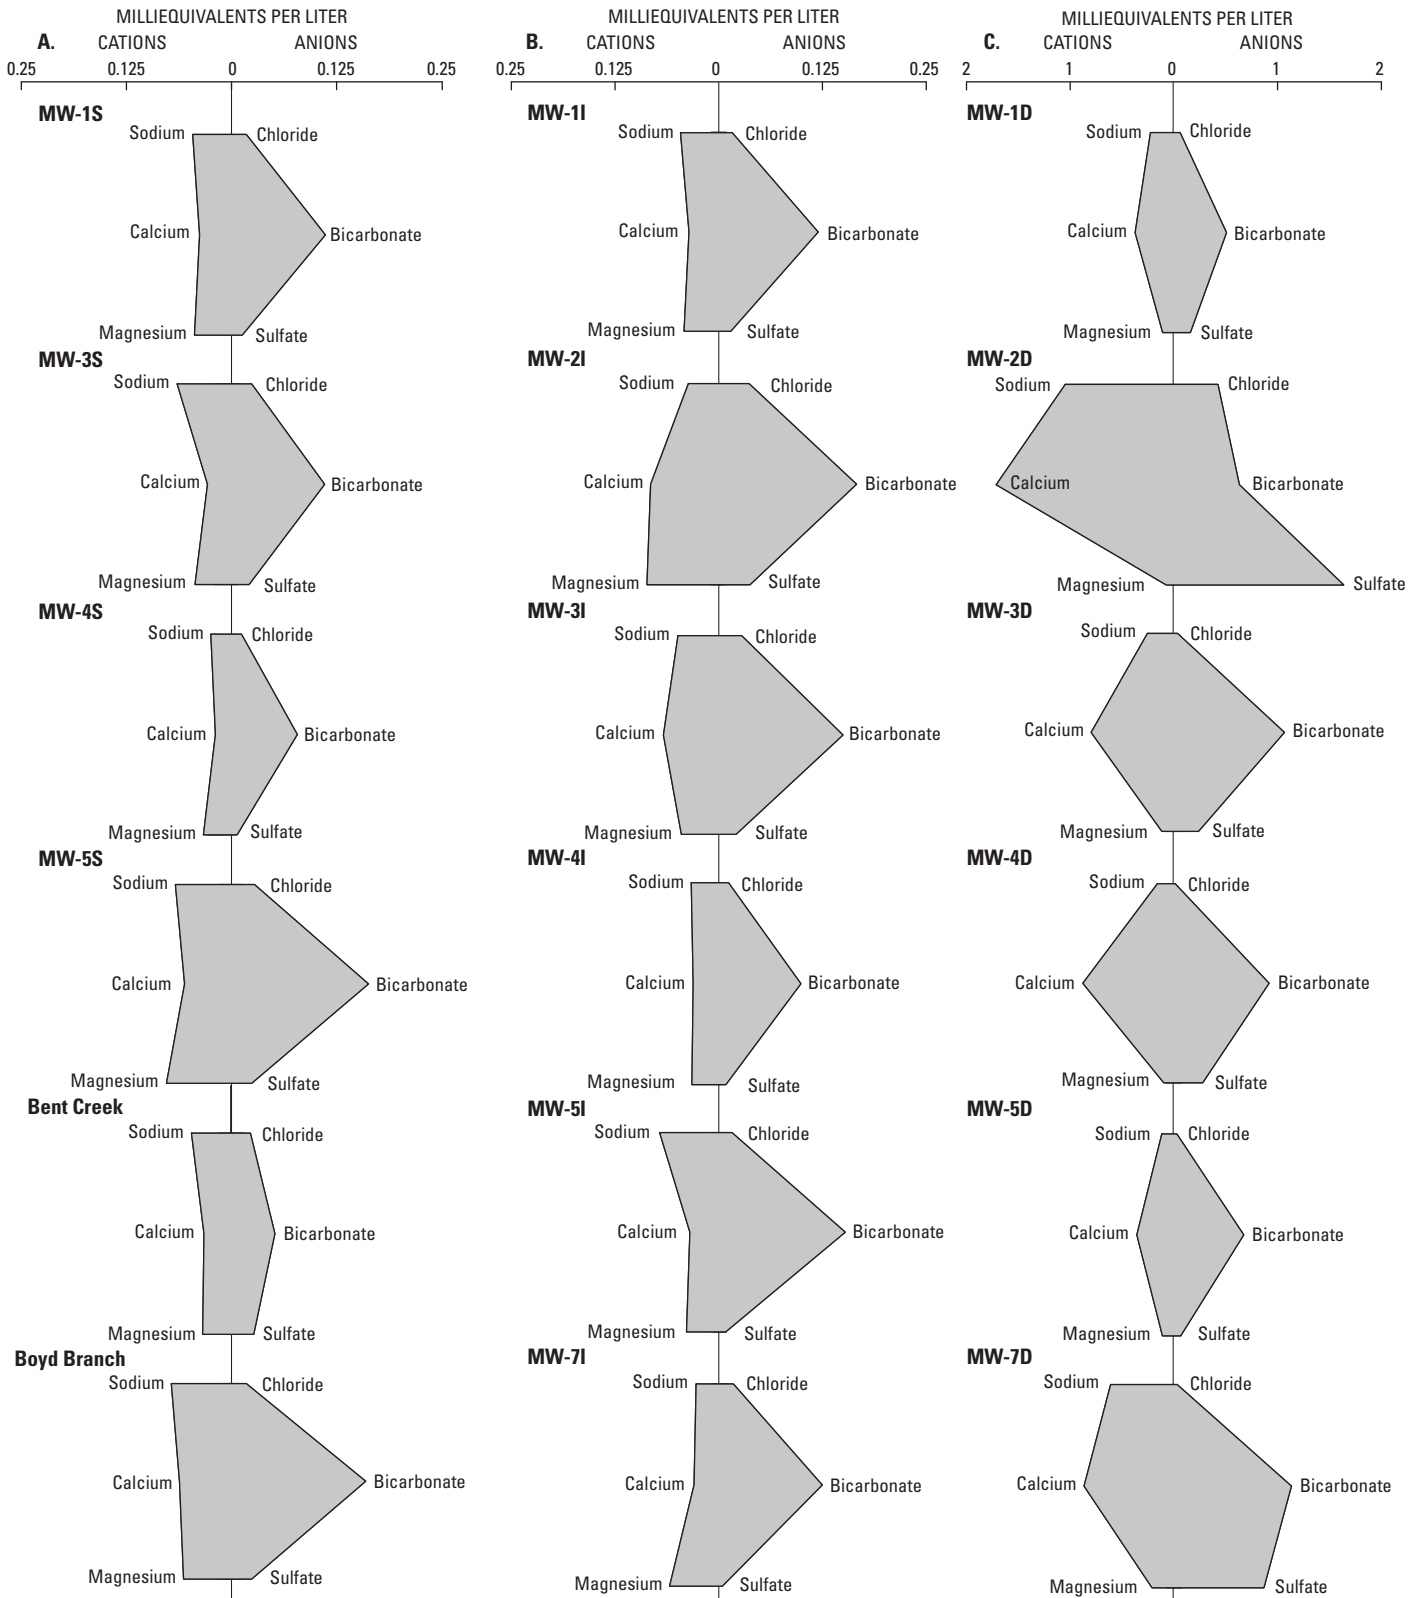 MILLIEQUIVALENTS PER LITER
A.
CATIONS ANIONS
0.25 0.125 0 0.125 0.25
MW-1S
Sodium Chloride
Calcium Bicarbonate
Magnesium Sulfate
MW-3S
Sodium Chloride
Calcium Bicarbonate
Magnesium Sulfate
MW-4S
Sodium Chloride
Calcium Bicarbonate
Magnesium Sulfate
MW-5S
Sodium Chloride
Calcium Bicarbonate
Magnesium Sulfate
Bent Creek
Sodium Chloride
Calcium Bicarbonate
Magnesium Sulfate
Boyd Branch
Sodium Chloride
Calcium Bicarbonate
Magnesium Sulfate
MILLIEQUIVALENTS PER LITER
B.
CATIONS ANIONS
0.25 0.125 0 0.125 0.25
MW-1I
Sodium Chloride
Calcium Bicarbonate
Magnesium Sulfate
MW-2I
Sodium Chloride
Calcium Bicarbonate
Magnesium Sulfate
MW-3I
Sodium Chloride
Calcium Bicarbonate
Magnesium Sulfate
MW-4I
Sodium Chloride
Calcium Bicarbonate
Magnesium Sulfate
MW-5I
Sodium Chloride
Calcium Bicarbonate
Magnesium Sulfate
MW-7I
Sodium Chloride
Calcium Bicarbonate
Magnesium Sulfate
MILLIEQUIVALENTS PER LITER
C.
CATIONS ANIONS
2 1 0 1 2
MW-1D
Sodium Chloride
Calcium Bicarbonate
Magnesium Sulfate
MW-2D
Sodium Chloride
Calcium Bicarbonate
Magnesium Sulfate
MW-3D
Sodium Chloride
Calcium Bicarbonate
Magnesium Sulfate
MW-4D
Sodium Chloride
Calcium Bicarbonate
Magnesium Sulfate
MW-5D
Sodium Chloride
Calcium Bicarbonate
Magnesium Sulfate
MW-7D
Sodium Chloride
Calcium Bicarbonate
Magnesium Sulfate